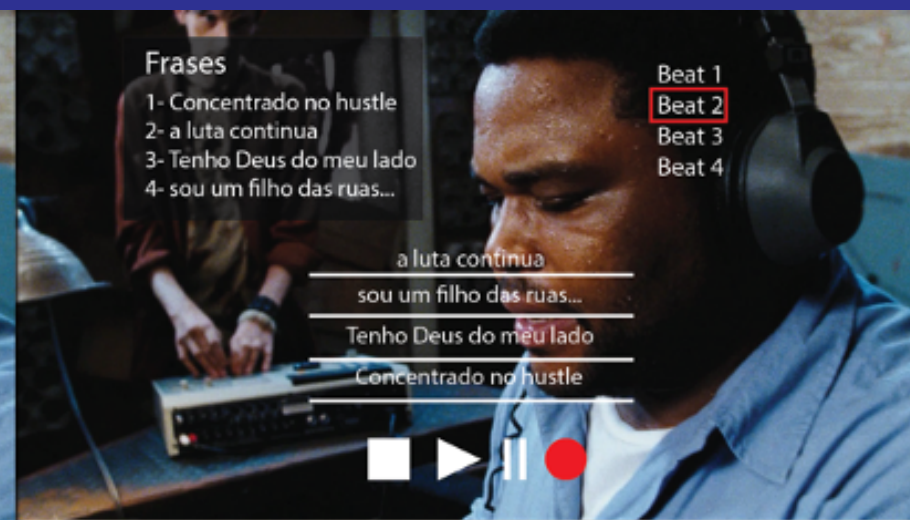 Frases
1- Concentrado no hustle
2- a luta continua
3- Tenho Deus do meu lado
4- sou um filho das ruas...
Beat 1
Beat 2
Beat 3
Beat 4
a luta continua
sou um filho das ruas...
Tenho Deus do meu lado
Concentrado no hustle